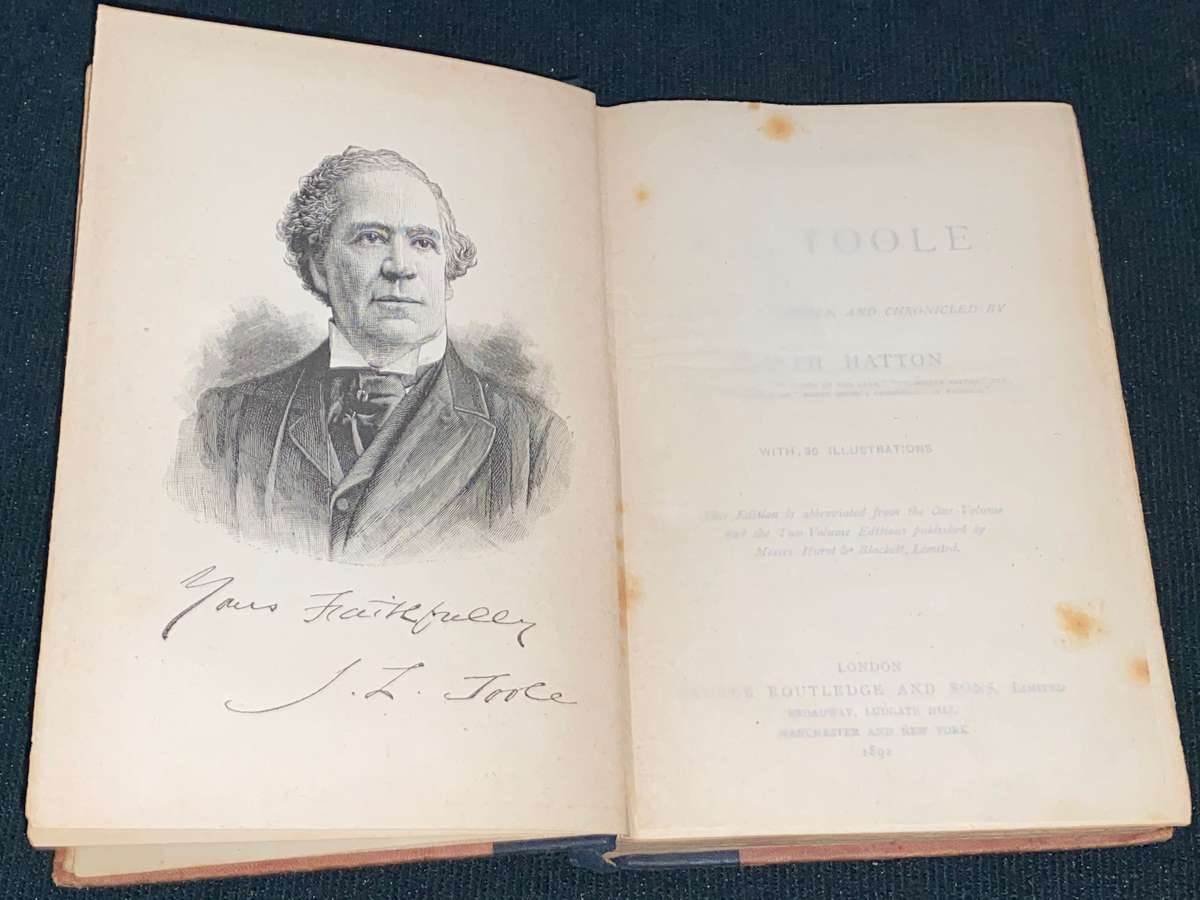 Yours Faithfully
J. L. Toole
TOOLE
AND CHRONICLED BY
HATTON
WITH 30 ILLUSTRATIONS
This Edition is abbreviated from the One-Volume
the Two-Volume Editions published by
Messrs Hurst & Blackett, Limited.
LONDON
GEORGE ROUTLEDGE AND SONS, LIMITED
BROADWAY, LUDGATE HILL
MANCHESTER AND NEW YORK
1892